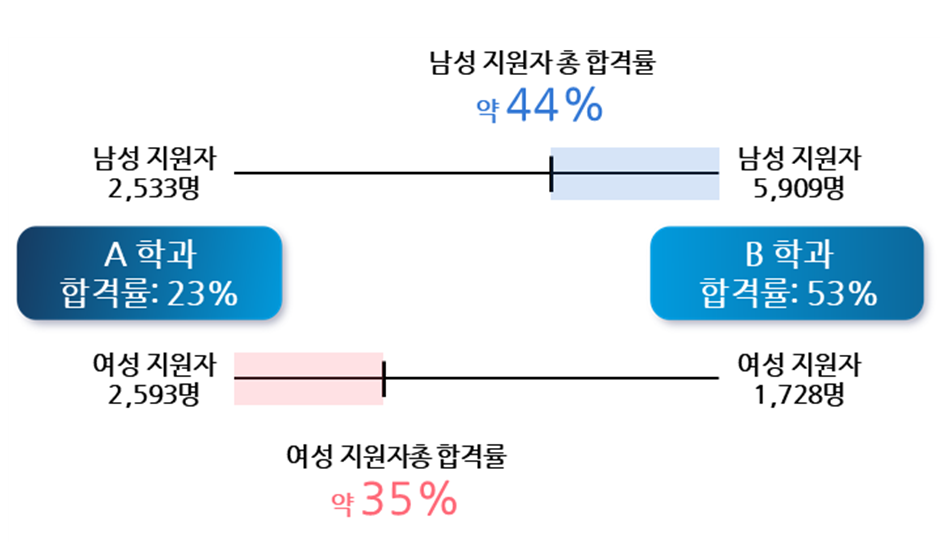 남성 지원자 총 합격률
약 44%
남성 지원자
2,533명
남성 지원자
5,909명
A 학과
합격률: 23%
B 학과
합격률: 53%
여성 지원자
2,593명
여성 지원자
1,728명
여성 지원자총 합격률
약 35%